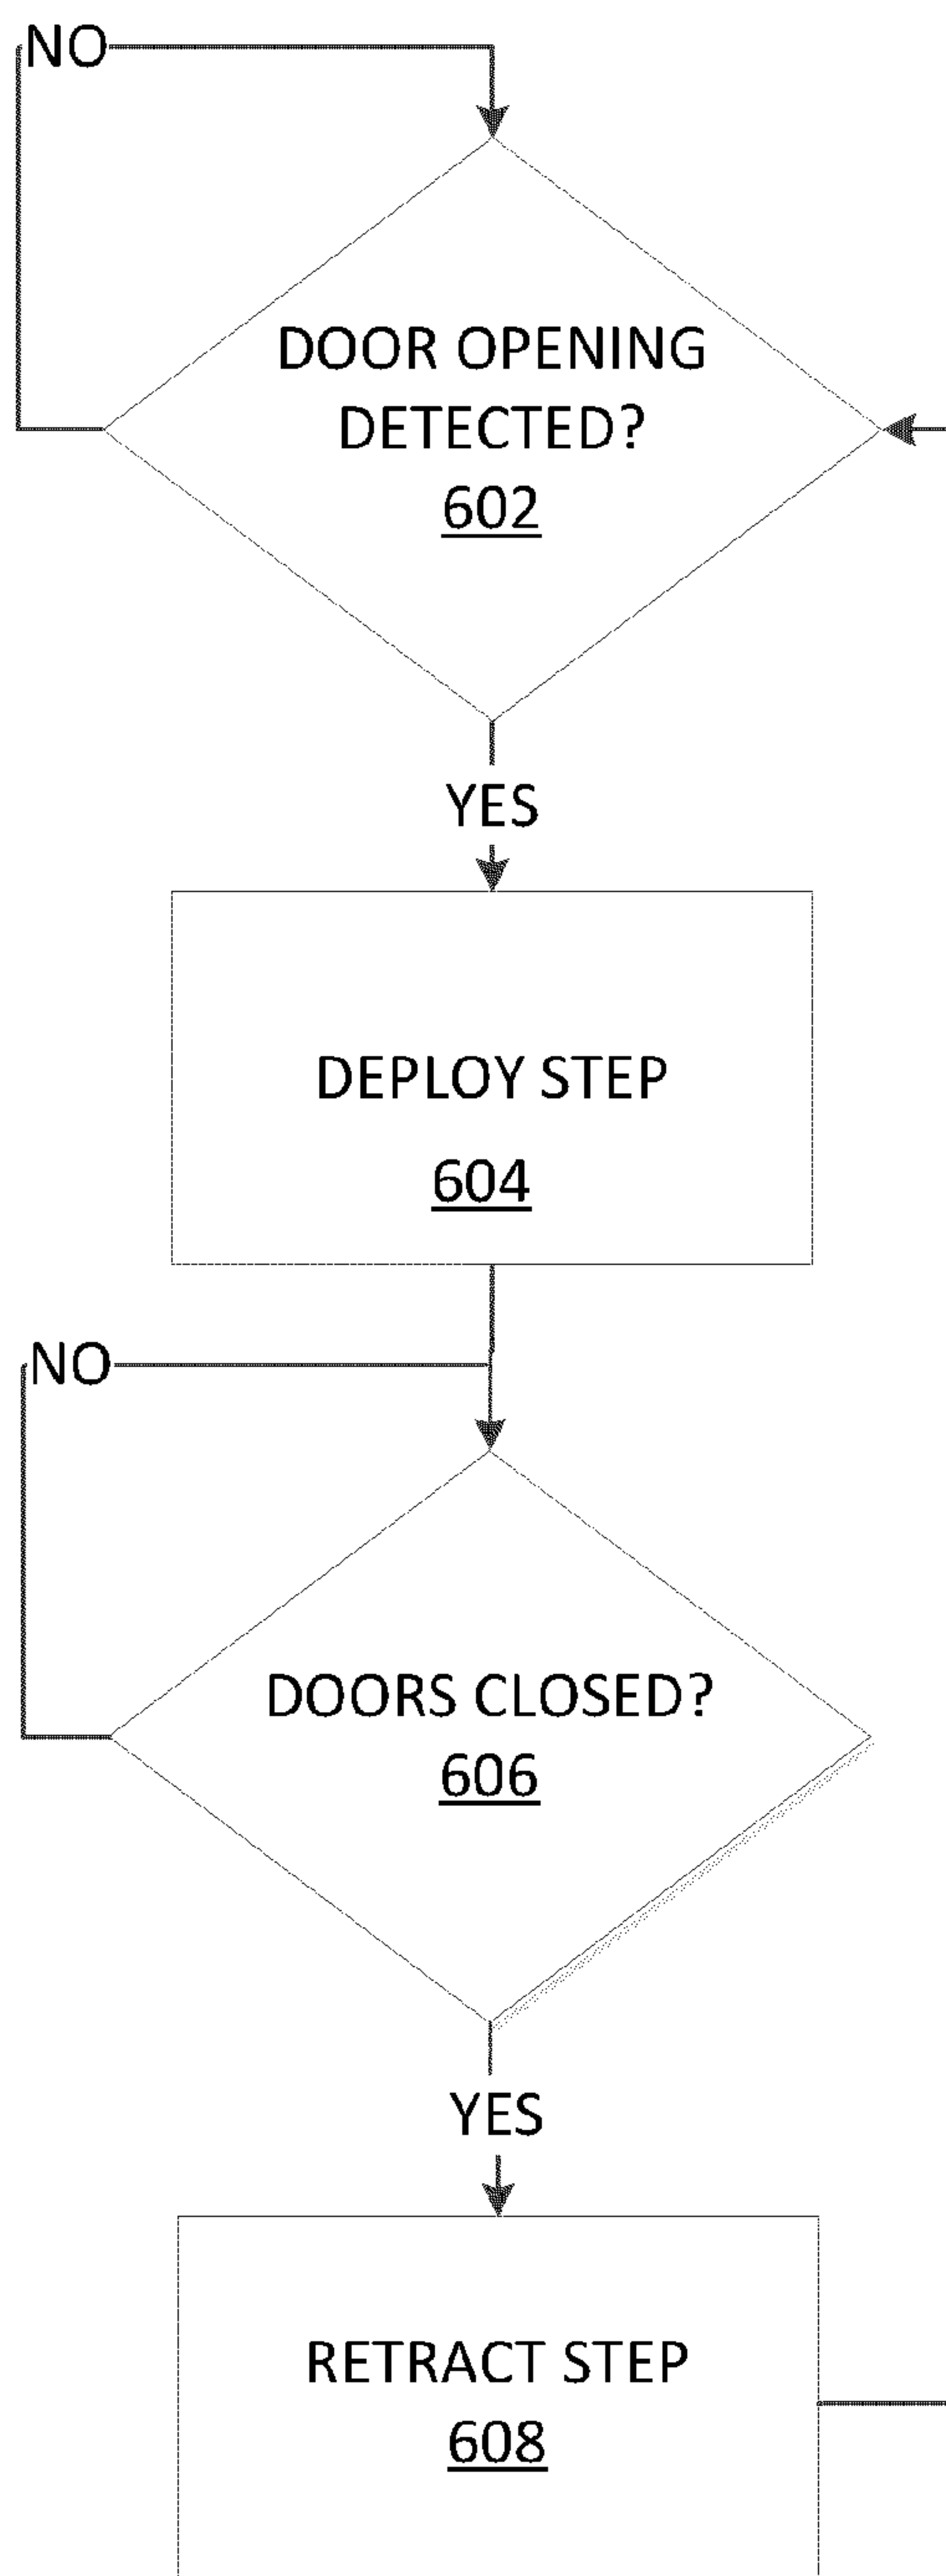 NO
DOOR OPENING
DETECTED?
602
YES
DEPLOY STEP
604
NO
DOORS CLOSED?
606
YES
RETRACT STEP
608